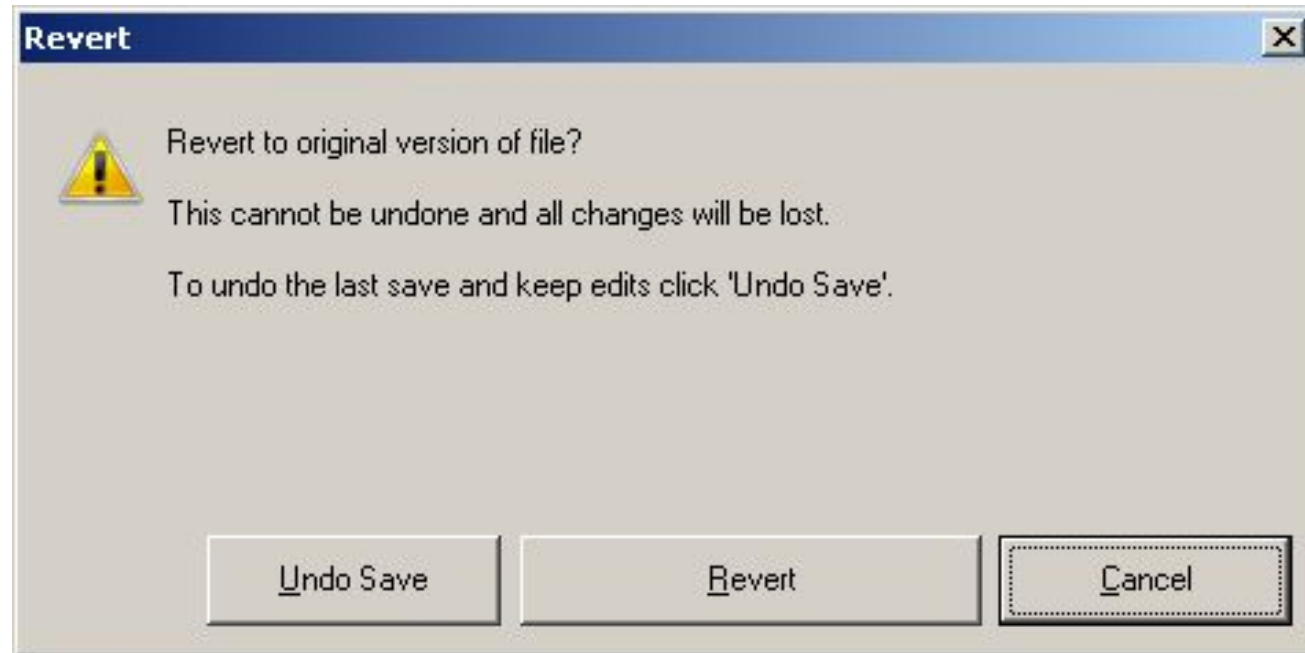 Revert
Revert to original version of file?
This cannot be undone and all changes will be lost.
To undo the last save and keep edits click 'Undo Save'.
Undo Save Revert Cancel